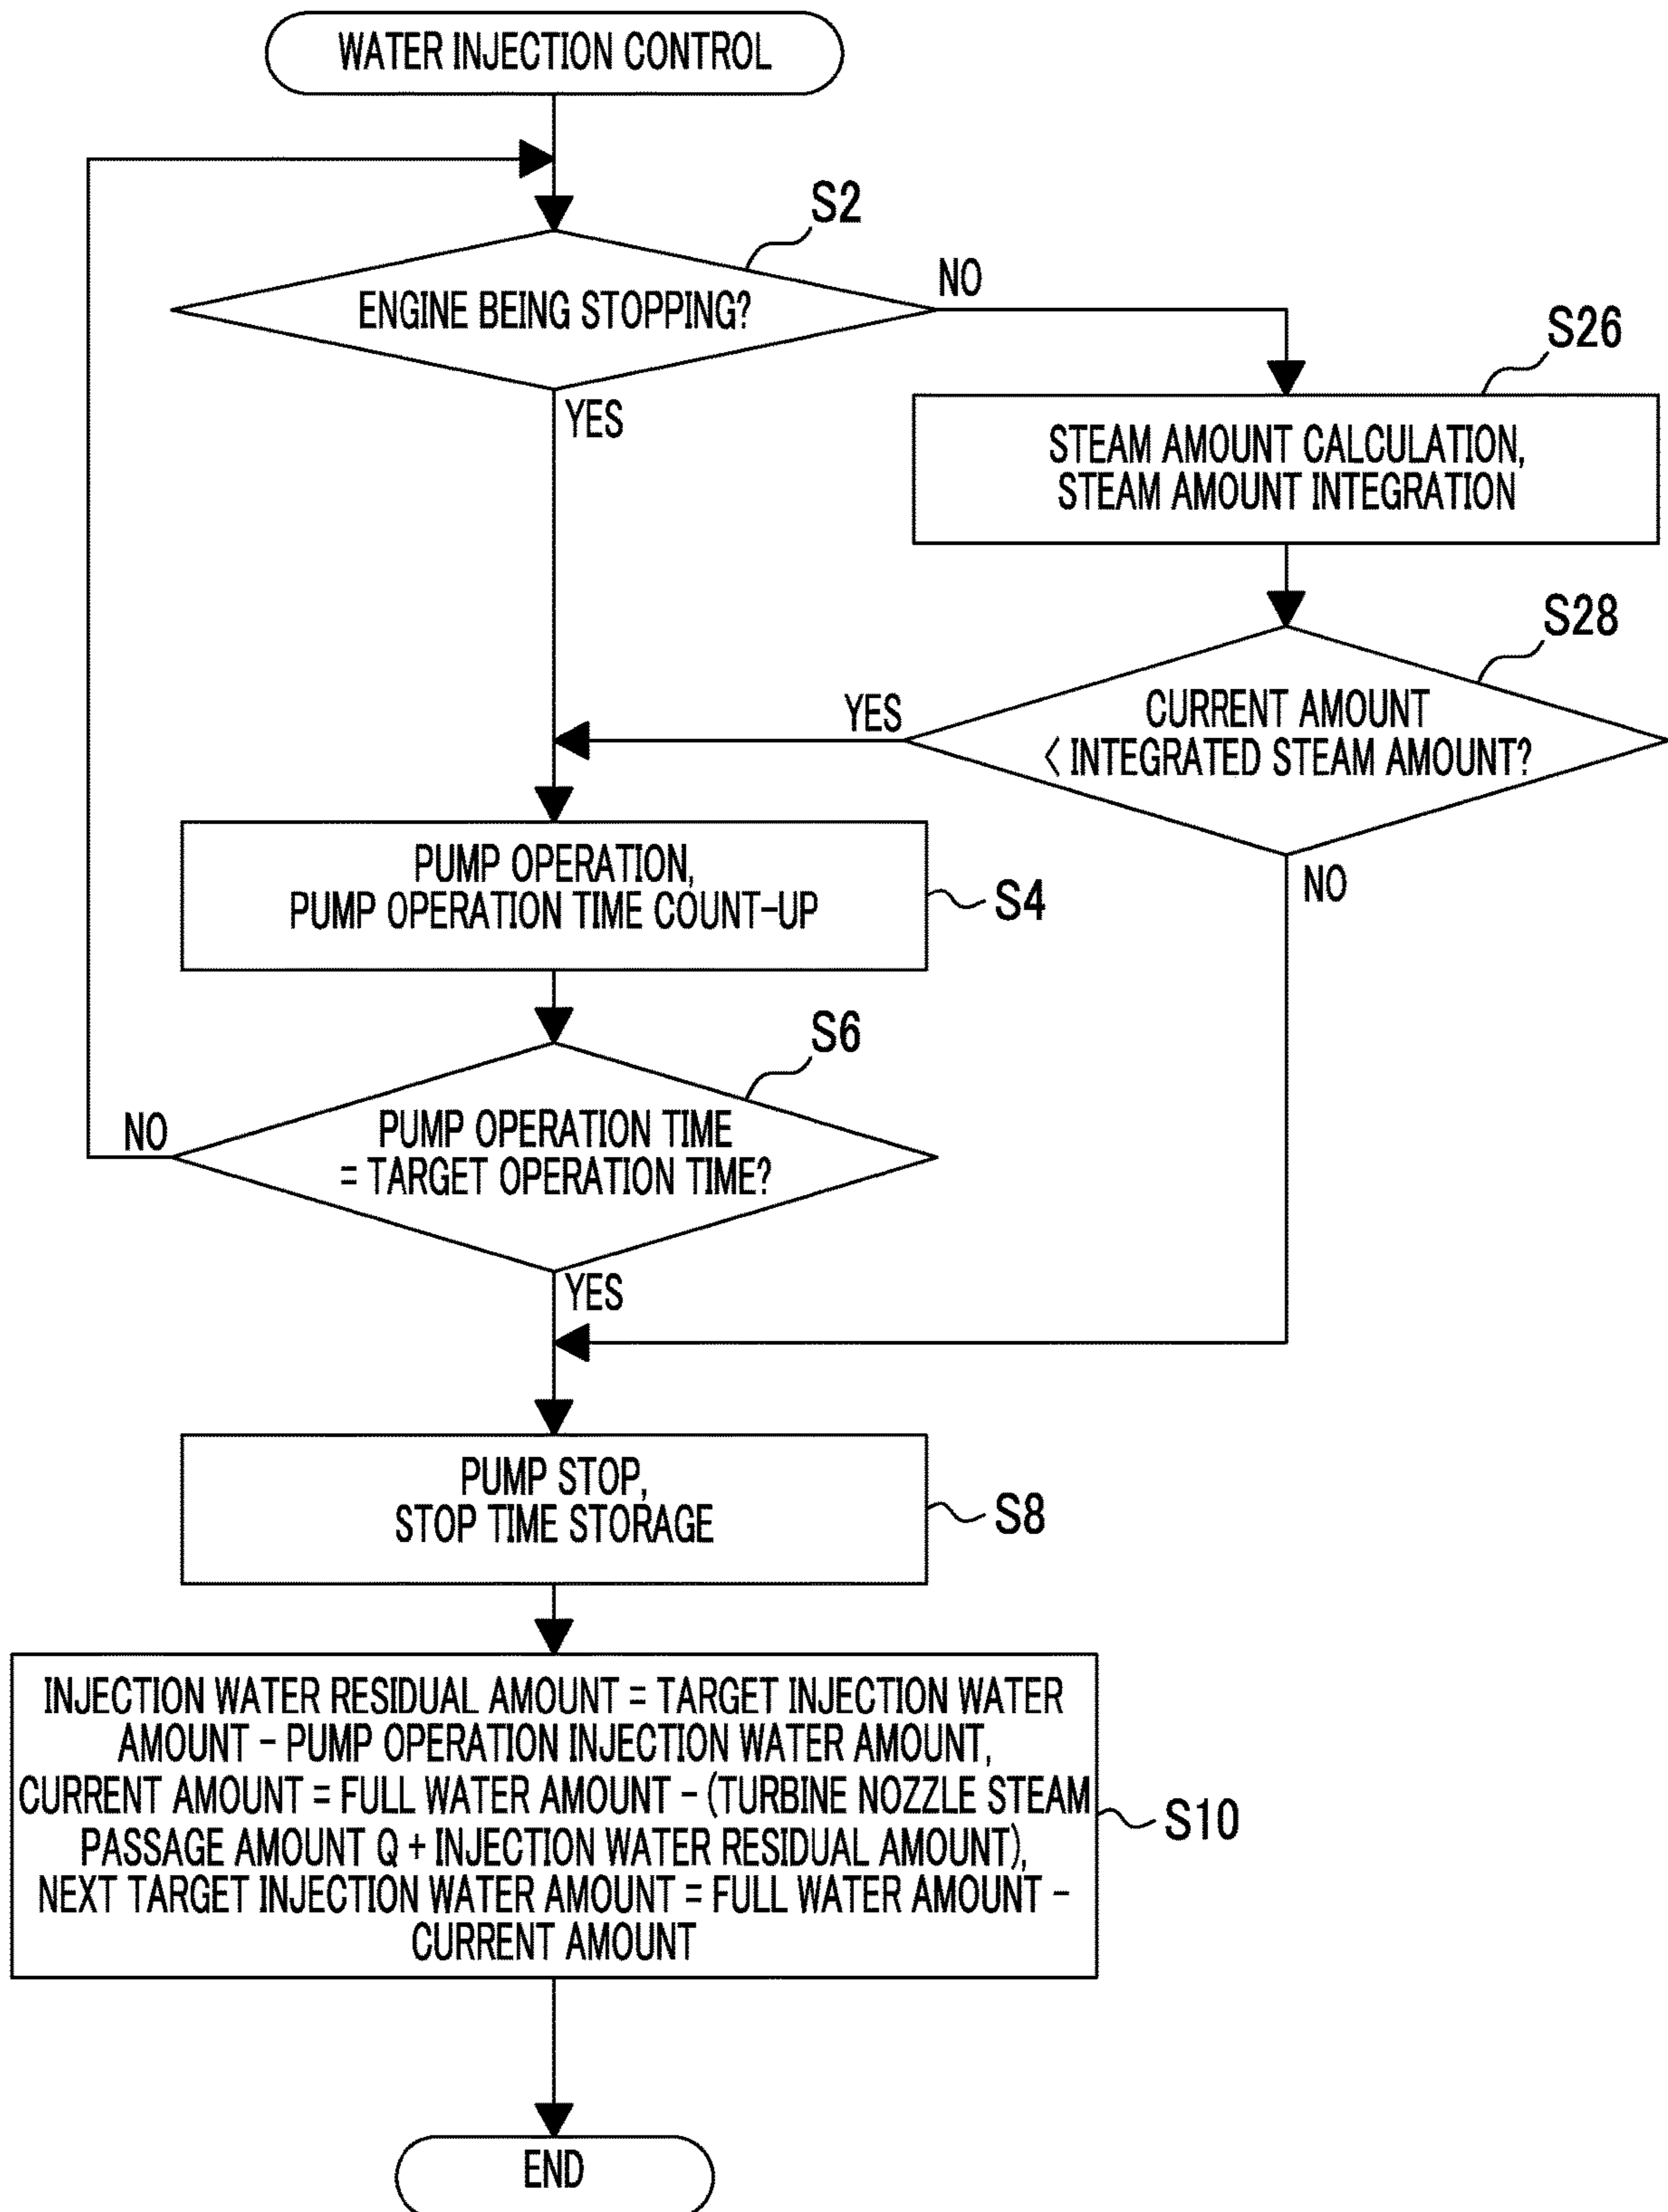 WATER INJECTION CONTROL
S2
ENGINE BEING STOPPING?
NO
YES
S26
STEAM AMOUNT CALCULATION,
STEAM AMOUNT INTEGRATION
S28
CURRENT AMOUNT
< INTEGRATED STEAM AMOUNT?
YES
NO
PUMP OPERATION,
PUMP OPERATION TIME COUNT-UP
S4
S6
PUMP OPERATION TIME
= TARGET OPERATION TIME?
NO
YES
PUMP STOP,
STOP TIME STORAGE
S8
INJECTION WATER RESIDUAL AMOUNT = TARGET INJECTION WATER
AMOUNT - PUMP OPERATION INJECTION WATER AMOUNT,
CURRENT AMOUNT = FULL WATER AMOUNT - (TURBINE NOZZLE STEAM
PASSAGE AMOUNT Q + INJECTION WATER RESIDUAL AMOUNT),
NEXT TARGET INJECTION WATER AMOUNT = FULL WATER AMOUNT -
CURRENT AMOUNT
S10
END